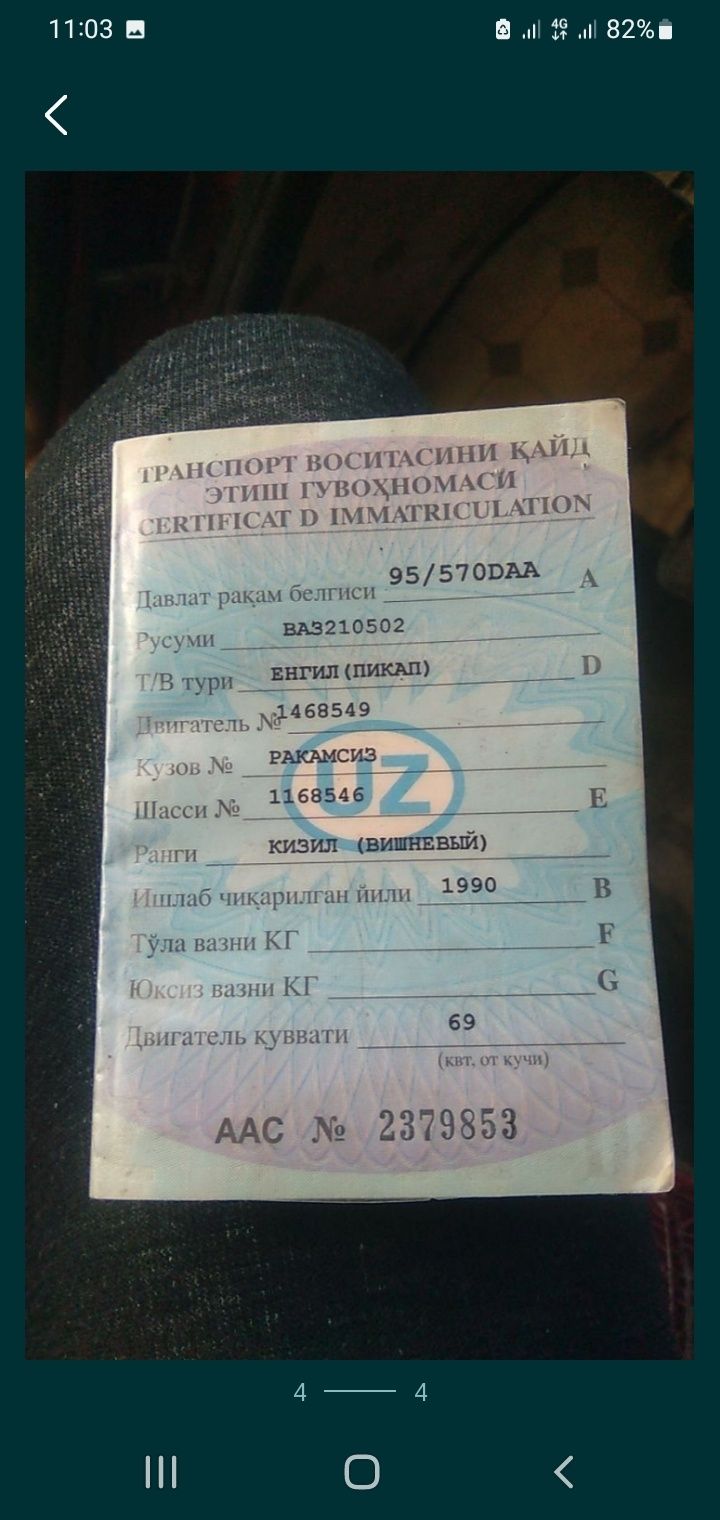 11:03
4G
82%
ТРАНСПОРТ ВОСИТАСИНИ ҚАЙД
ЭТИШ ГУВОҲНОМАСИ
CERTIFICAT D IMMATRICULATION
Давлат рақам белгиси 95/570DAA A
Русуми ВАЗ210502
Т/В тури ЕНГИЛ (ПИКАП) D
Двигатель № 1468549
Кузов № РАКАМСИЗ
UZ
Шасси № 1168546 E
Ранги КИЗИЛ (ВИШНЕВЫЙ)
Ишлаб чиқарилган йили 1990 B
Тўла вазни КГ F
Юксиз вазни КГ G
Двигатель қуввати 69
(квт, от кучи)
ААС № 2379853
4 4